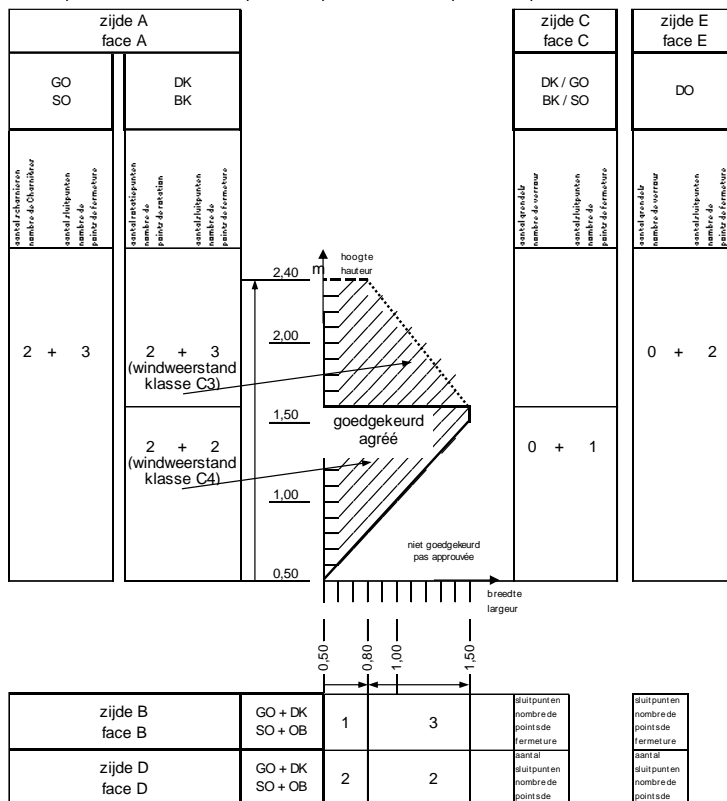 zijde A
face A
zijde C
face C
zijde E
face E
GO
SO
DK
BK
DK / GO
BK / SO
DO
aantal scharnieren
nombre de Charnières
aantal sluitpunten
nombre de
points de fermeture
aantal rotatiepunten
nombre de
points de rotation
aantal sluitpunten
nombre de
points de fermeture
aantal grendels
nombre de verroux
aantal sluitpunten
nombre de
points de fermeture
aantal grendels
nombre de verroux
aantal sluitpunten
nombre de
points de fermeture
m
hoogte
hauteur
2,40
2,00
1,50
1,00
0,50
2 + 3
2 + 3
(windweerstand
klasse C3)
2 + 2
(windweerstand
klasse C4)
goedgekeurd
agréé
niet goedgekeurd
pas approuvée
0 + 1
0 + 2
breedte
largeur
0,50
0,80
1,00
1,50
zijde B
face B
GO + DK
SO + OB
1
3
sluitpunten
nombre de
points de
fermeture
sluitpunten
nombre de
points de
fermeture
zijde D
face D
GO + DK
SO + OB
2
2
aantal
sluitpunten
nombre de
points de
aantal
sluitpunten
nombre de
points de